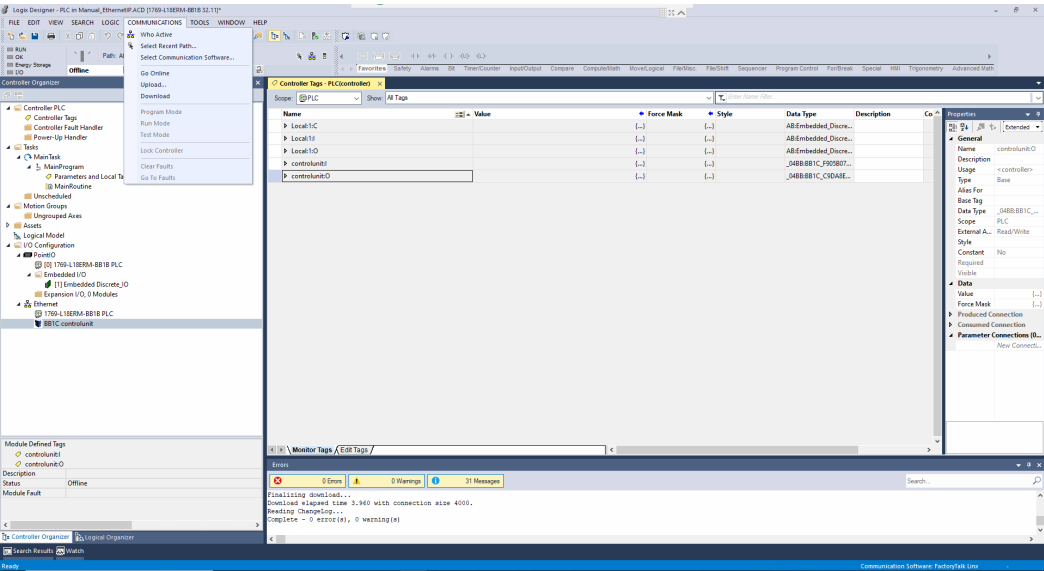 Logix Designer - PLC in Manual_EthernetIP.ACD [1769-L18ERM-BB1B 32.11]*
FILE EDIT VIEW SEARCH LOGIC COMMUNICATIONS TOOLS WINDOW HELP
RUN
OK
Energy Storage
I/O
Offline
Path: AB
Who Active
Select Recent Path...
Select Communication Software...
Go Online
Upload...
Download
Program Mode
Run Mode
Test Mode
Lock Controller
Clear Faults
Go To Faults
Favorites Safety Alarms Bit Timer/Counter Input/Output Compare Compute/Math Move/Logical File/Misc. File/Shift Sequencer Program Control For/Break Special HMI Trigonometry Advanced Math
Controller Organizer
Controller PLC
Controller Tags
Controller Fault Handler
Power-Up Handler
Tasks
MainTask
MainProgram
Parameters and Local Ta
MainRoutine
Unscheduled
Motion Groups
Ungrouped Axes
Assets
Logical Model
I/O Configuration
PointIO
[0] 1769-L18ERM-BB1B PLC
Embedded I/O
[1] Embedded Discrete_IO
Expansion I/O, 0 Modules
Ethernet
1769-L18ERM-BB1B PLC
BB1C controlunit
Module Defined Tags
controlunit:I
controlunit:O
Description
Status Offline
Module Fault
Controller Organizer Logical Organizer
Controller Tags - PLC(controller)
Scope: PLC Show: All Tags Enter Name Filter...
Name Value Force Mask Style Data Type Description Co
Local:1:C {...} {...} AB:Embedded_Discre...
Local:1:I {...} {...} AB:Embedded_Discre...
Local:1:O {...} {...} AB:Embedded_Discre...
controlunit:I {...} {...} _04BB:BB1C_F905B07...
controlunit:O {...} {...} _04BB:BB1C_C9DA8E...
Monitor Tags Edit Tags
Properties
Extended
General
Name controlunit:O
Description
Usage <controller>
Type Base
Alias For
Base Tag
Data Type _04BB:BB1C_...
Scope PLC
External A... Read/Write
Style
Constant No
Required
Visible
Data
Value {...}
Force Mask {...}
Produced Connection
Consumed Connection
Parameter Connections (0...
New Connecti...
Errors
0 Errors 0 Warnings 31 Messages Search...
Finalizing download...
Download elapsed time 3.960 with connection size 4000.
Reading ChangeLog...
Complete - 0 error(s), 0 warning(s)
Search Results Watch
Ready Communication Software: FactoryTalk Linx